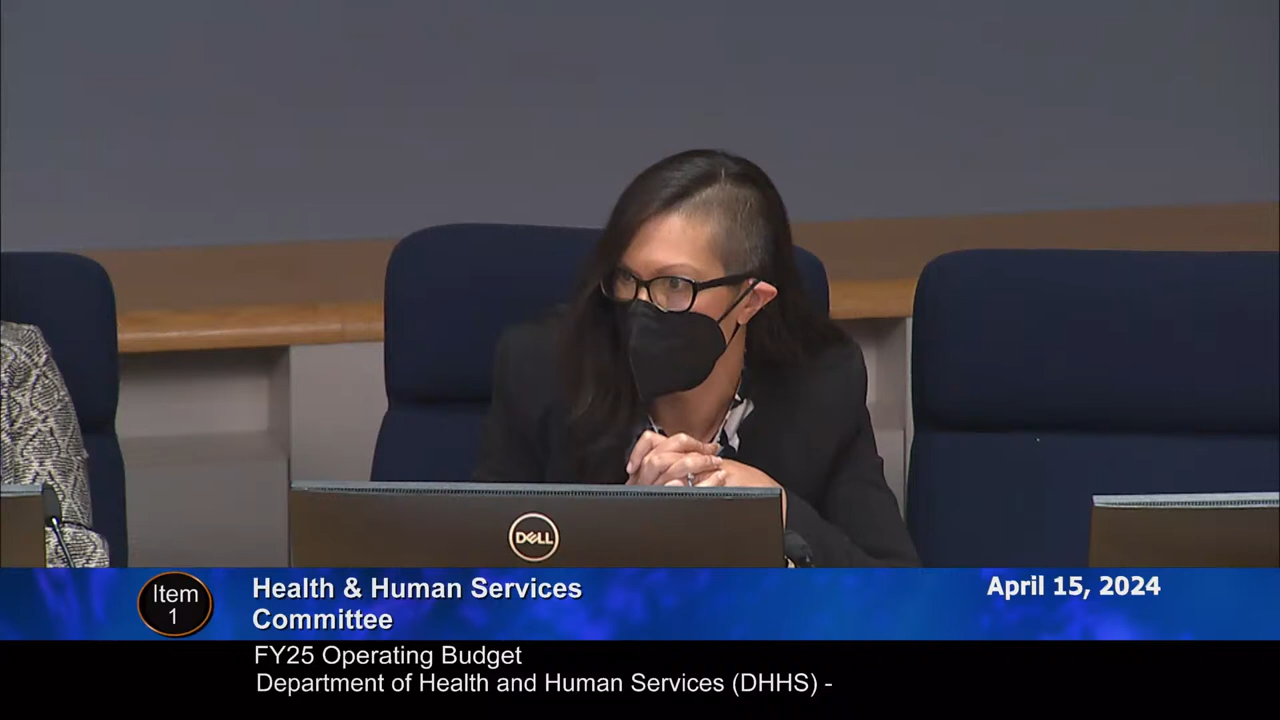 DELL
Item
1
Health & Human Services
Committee
April 15, 2024
FY25 Operating Budget
Department of Health and Human Services (DHHS) -